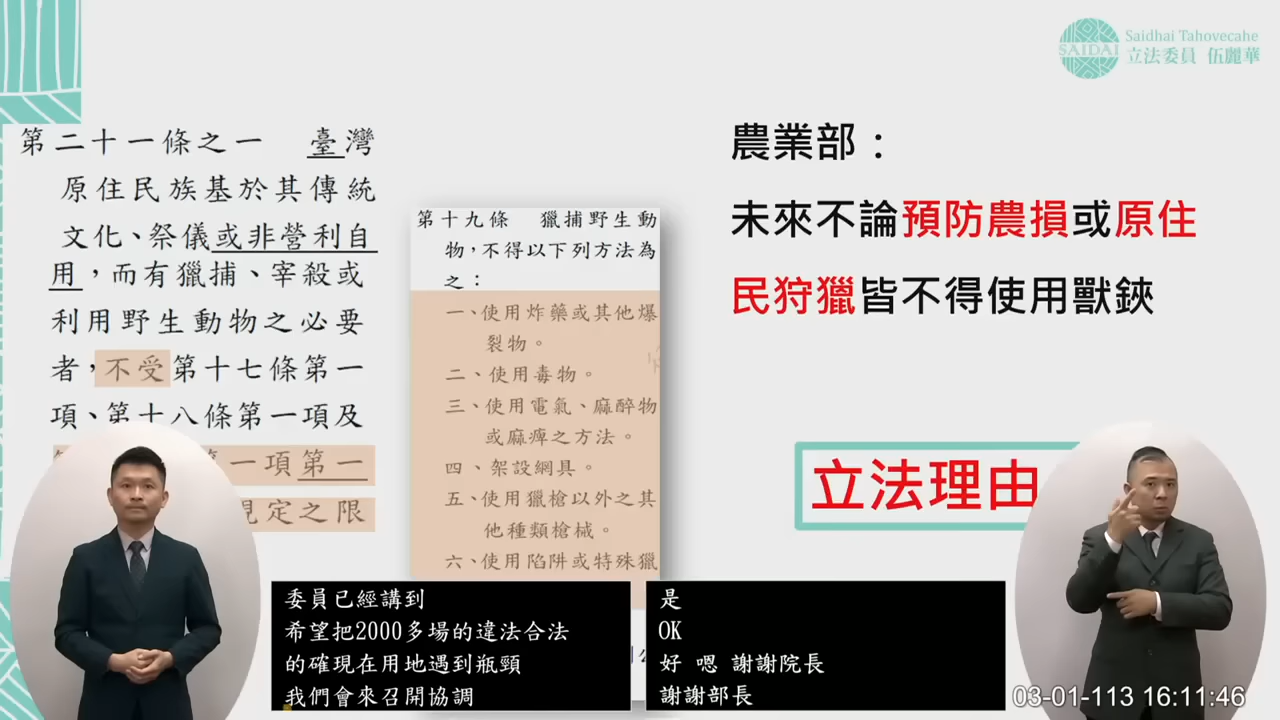 SAIDAI
Saidhai Tahovecahe
立法委員 伍麗華
第二十一條之一 臺灣
原住民族基於其傳統
文化、祭儀或非營利自
用,而有獵捕、宰殺或
利用野生動物之必要
者,不受第十七條第一
項、第十八條第一項及
一項第一
規定之限
第十九條 獵捕野生動
物,不得以下列方法為
之:
一、使用炸藥或其他爆
裂物。
二、使用毒物。
三、使用電氣、麻醉物
或麻痺之方法。
四、架設網具。
五、使用獵槍以外之其
他種類槍械。
六、使用陷阱或特殊獵
農業部:
未來不論預防農損或原住
民狩獵皆不得使用獸鋏
立法理由
委員已經講到
希望把2000多場的違法合法
的確現在用地遇到瓶頸
我們會來召開協調
是
OK
好 嗯 謝謝院長
謝謝部長
03-01-113 16:11:46